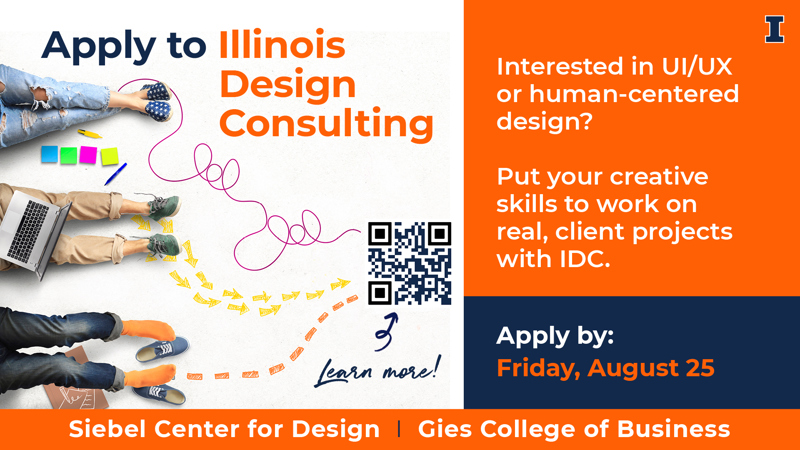 Apply to Illinois
Design
Consulting
Learn more!
Interested in UI/UX
or human-centered
design?
Put your creative
skills to work on
real, client projects
with IDC.
Apply by:
Friday, August 25
Siebel Center for Design | Gies College of Business